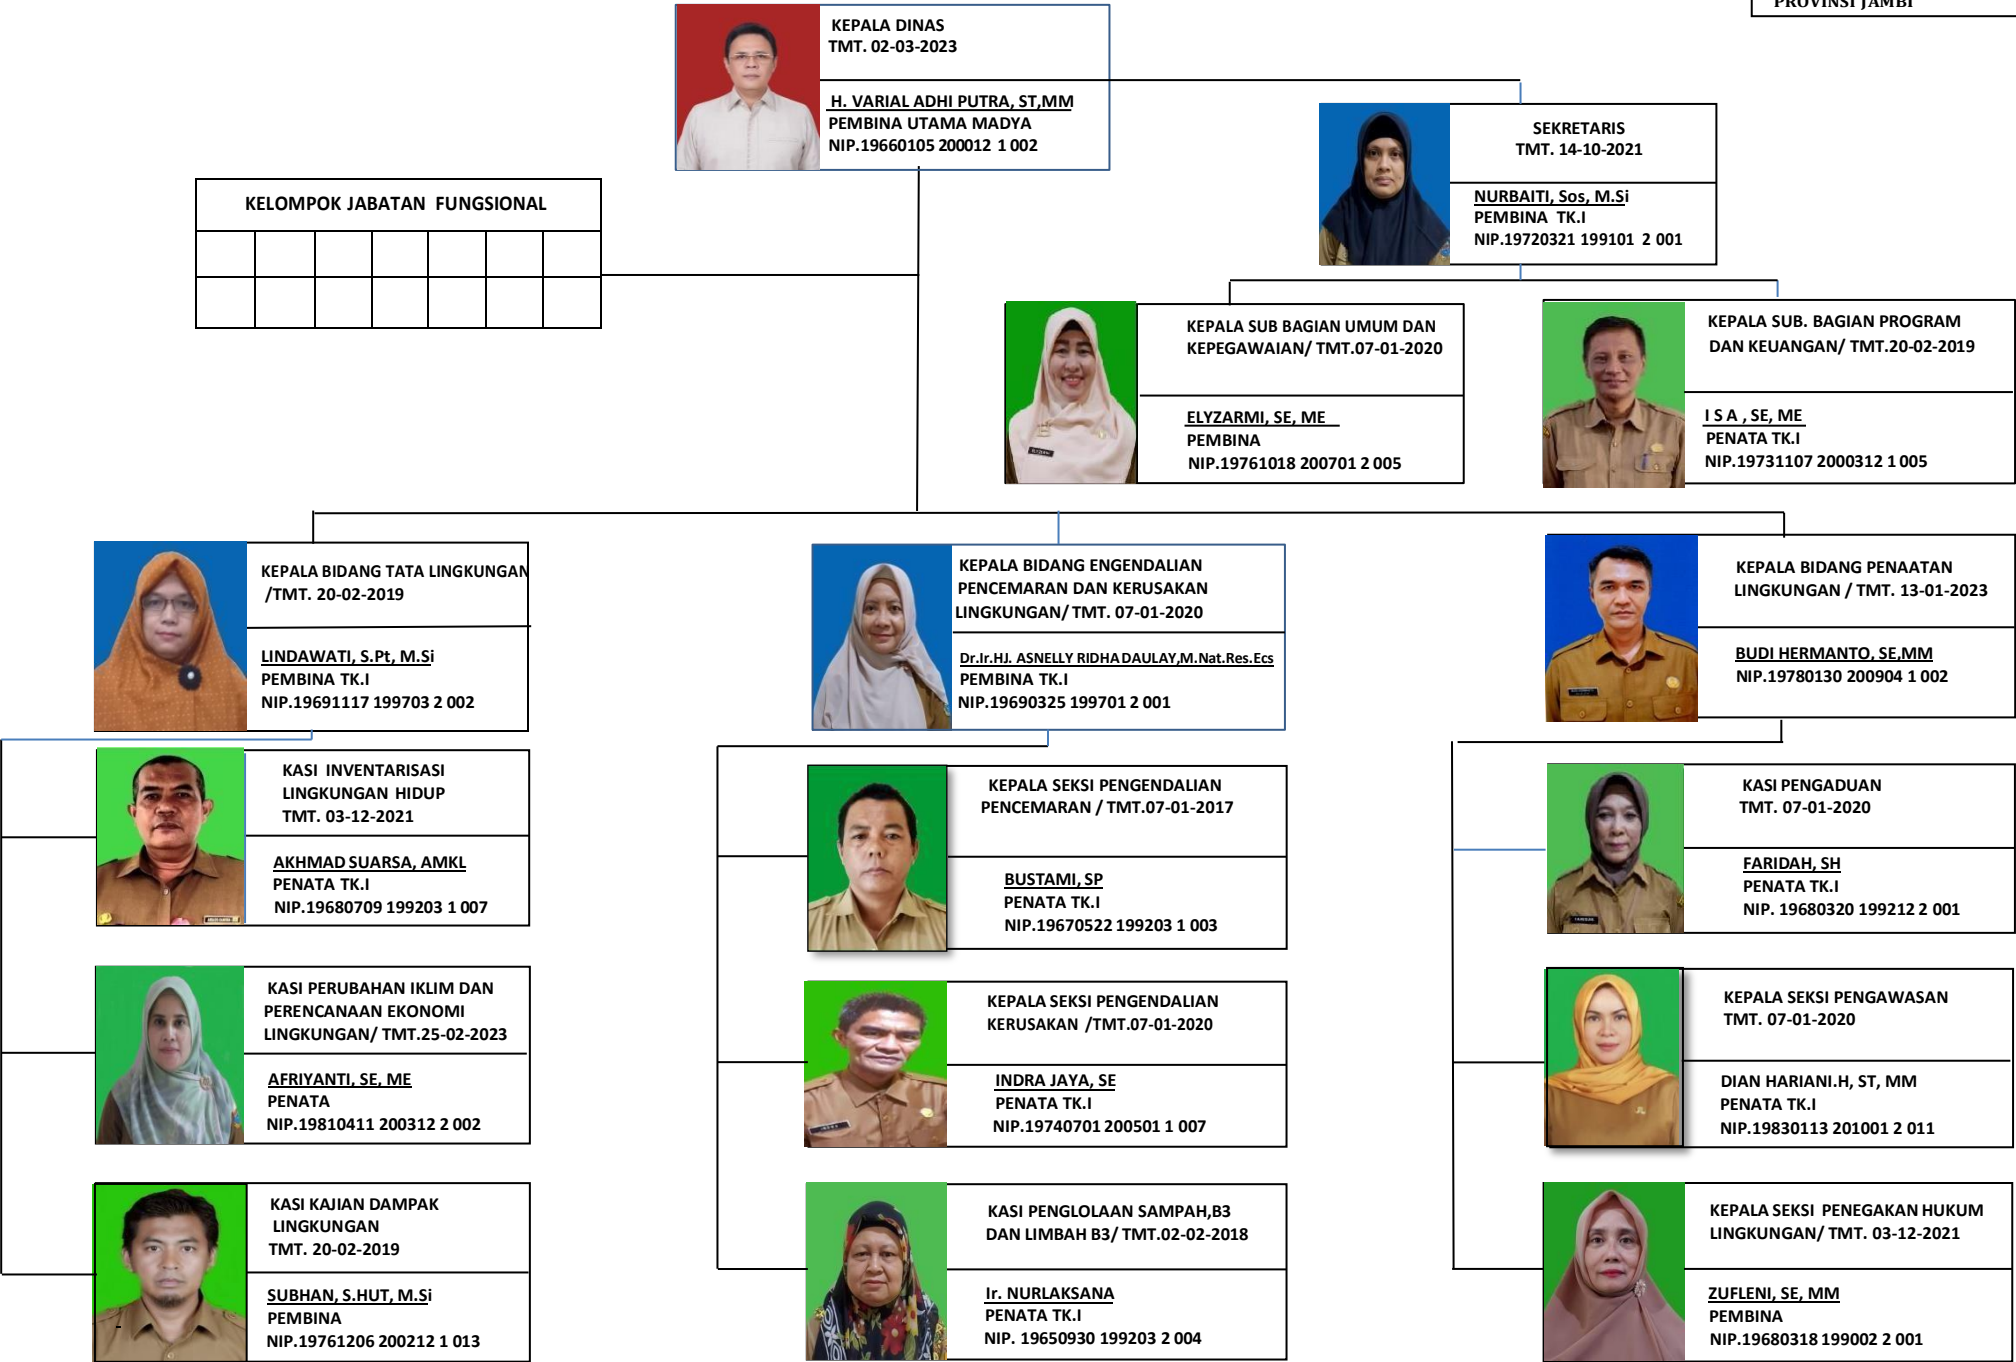 PROVINSI JAMBI
KEPALA DINAS
TMT. 02-03-2023
H. VARIAL ADHI PUTRA, ST,MM
PEMBINA UTAMA MADYA
NIP.19660105 200012 1 002
SEKRETARIS
TMT. 14-10-2021
NURBAITI, Sos, M.Si
PEMBINA TK.I
NIP.19720321 199101 2 001
KELOMPOK JABATAN FUNGSIONAL
KEPALA SUB BAGIAN UMUM DAN
KEPEGAWAIAN/ TMT.07-01-2020
ELYZARMI, SE, ME
PEMBINA
NIP.19761018 200701 2 005
KEPALA SUB. BAGIAN PROGRAM
DAN KEUANGAN/ TMT.20-02-2019
I S A , SE, ME
PENATA TK.I
NIP.19731107 2000312 1 005
KEPALA BIDANG TATA LINGKUNGAN
/TMT. 20-02-2019
LINDAWATI, S.Pt, M.Si
PEMBINA TK.I
NIP.19691117 199703 2 002
KEPALA BIDANG ENGENDALIAN
PENCEMARAN DAN KERUSAKAN
LINGKUNGAN/ TMT. 07-01-2020
Dr.Ir.HJ. ASNELLY RIDHA DAULAY,M.Nat.Res.Ecs
PEMBINA TK.I
NIP.19690325 199701 2 001
KEPALA BIDANG PENAATAN
LINGKUNGAN / TMT. 13-01-2023
BUDI HERMANTO, SE,MM
NIP.19780130 200904 1 002
KASI INVENTARISASI
LINGKUNGAN HIDUP
TMT. 03-12-2021
AKHMAD SUARSA, AMKL
PENATA TK.I
NIP.19680709 199203 1 007
KEPALA SEKSI PENGENDALIAN
PENCEMARAN / TMT.07-01-2017
BUSTAMI, SP
PENATA TK.I
NIP.19670522 199203 1 003
KASI PENGADUAN
TMT. 07-01-2020
FARIDAH, SH
PENATA TK.I
NIP. 19680320 199212 2 001
KASI PERUBAHAN IKLIM DAN
PERENCANAAN EKONOMI
LINGKUNGAN/ TMT.25-02-2023
AFRIYANTI, SE, ME
PENATA
NIP.19810411 200312 2 002
KEPALA SEKSI PENGENDALIAN
KERUSAKAN /TMT.07-01-2020
INDRA JAYA, SE
PENATA TK.I
NIP.19740701 200501 1 007
KEPALA SEKSI PENGAWASAN
TMT. 07-01-2020
DIAN HARIANI.H, ST, MM
PENATA TK.I
NIP.19830113 201001 2 011
KASI KAJIAN DAMPAK
LINGKUNGAN
TMT. 20-02-2019
SUBHAN, S.HUT, M.Si
PEMBINA
NIP.19761206 200212 1 013
KASI PENGLOLAAN SAMPAH,B3
DAN LIMBAH B3/ TMT.02-02-2018
Ir. NURLAKSANA
PENATA TK.I
NIP. 19650930 199203 2 004
KEPALA SEKSI PENEGAKAN HUKUM
LINGKUNGAN/ TMT. 03-12-2021
ZUFLENI, SE, MM
PEMBINA
NIP.19680318 199002 2 001